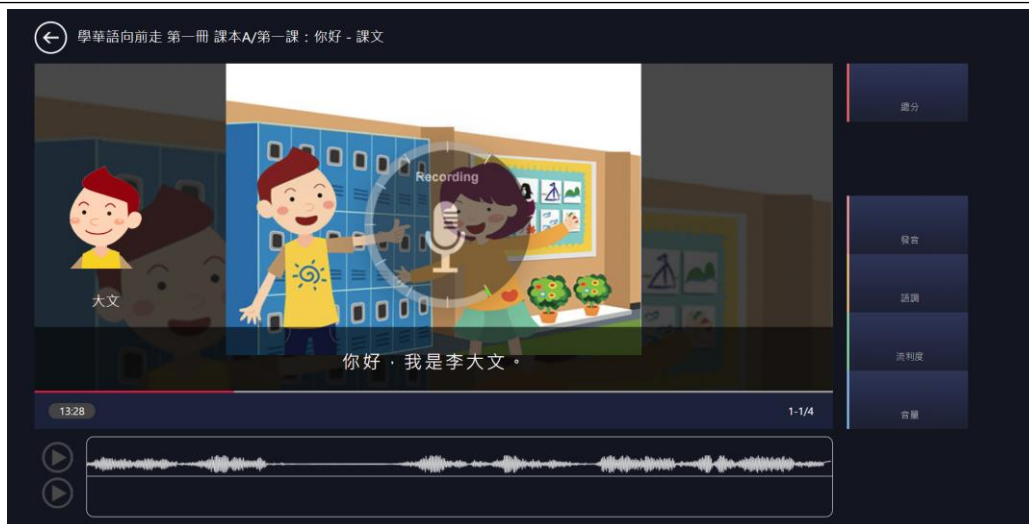 學華語向前走 第一冊 課本A/第一課：你好 - 課文
總分
Recording
發音
大文
語調
你好，我是李大文。
流利度
13:28
1-1/4
音量